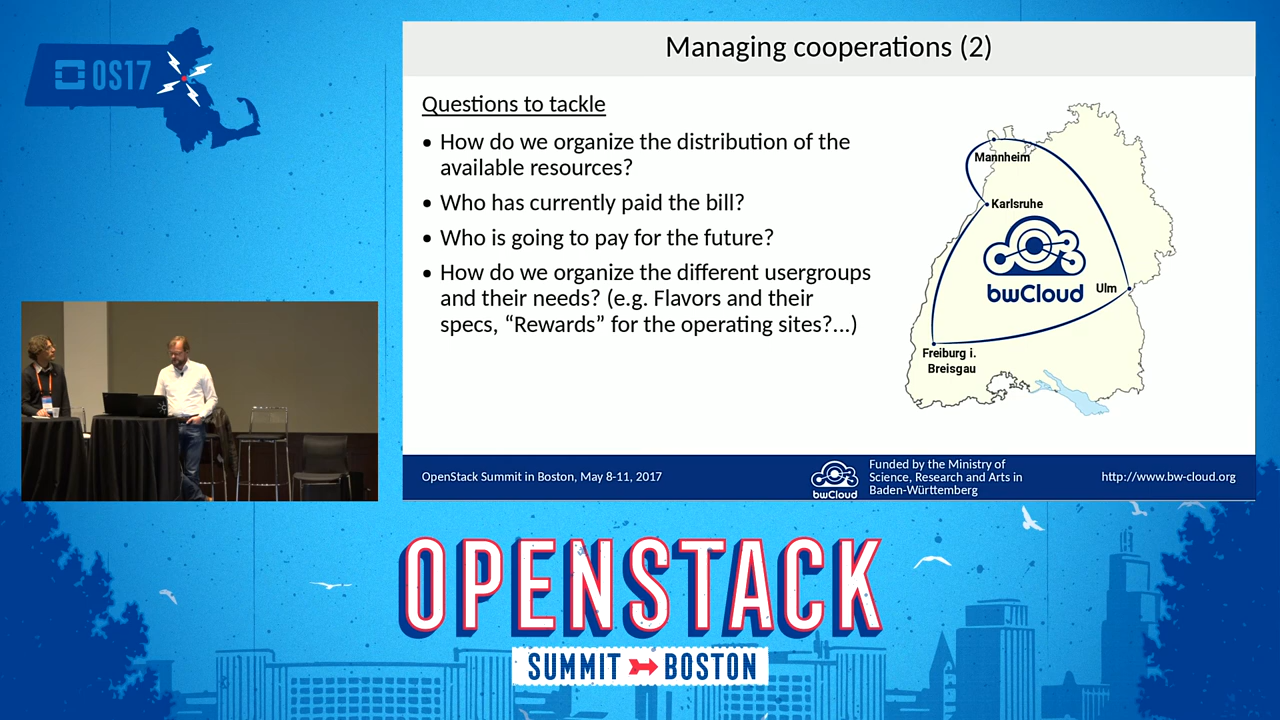 OS17
Managing cooperations (2)
Questions to tackle
• How do we organize the distribution of the
available resources?
• Who has currently paid the bill?
• Who is going to pay for the future?
• How do we organize the different usergroups
and their needs? (e.g. Flavors and their
specs, “Rewards” for the operating sites?...)
Mannheim
Karlsruhe
bwCloud
Ulm
Freiburg i.
Breisgau
OpenStack Summit in Boston, May 8-11, 2017
bwCloud
Funded by the Ministry of
Science, Research and Arts in
Baden-Württemberg
http://www.bw-cloud.org
OPENSTACK
SUMMIT BOSTON